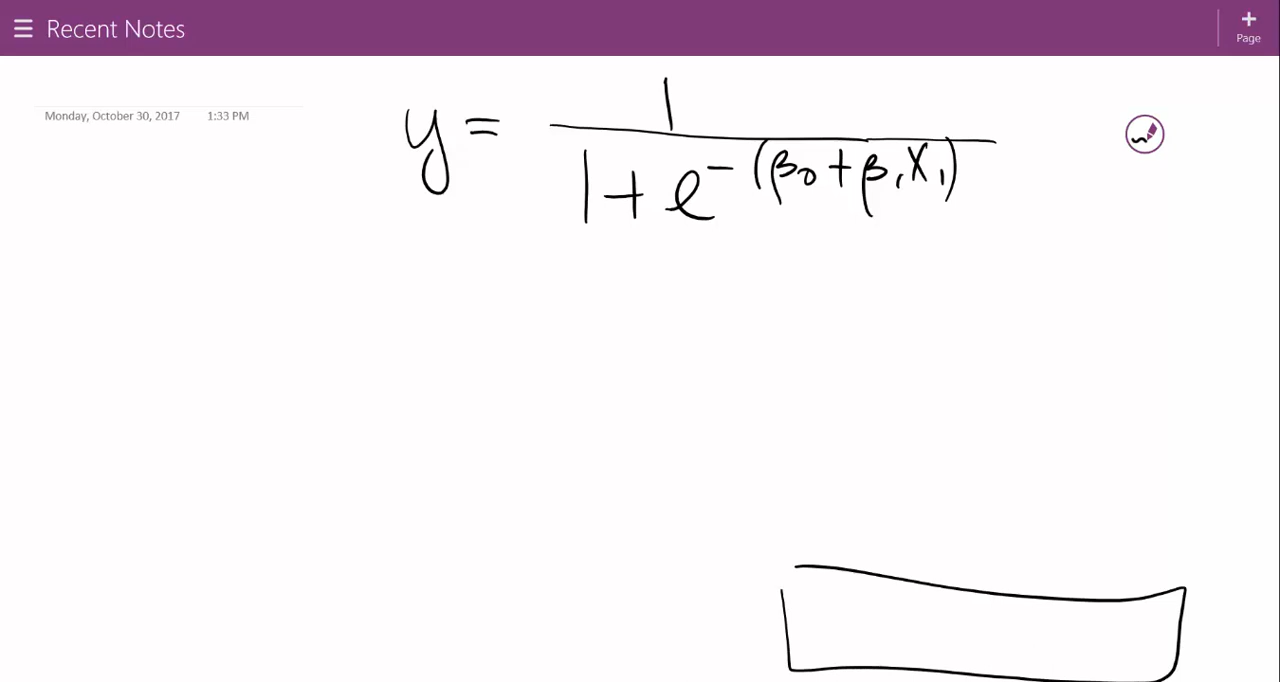 Recent Notes
Page
Monday, October 30, 2017 1:33 PM
y = 1 / (1 + e^-(β₀ + β₁X₁))